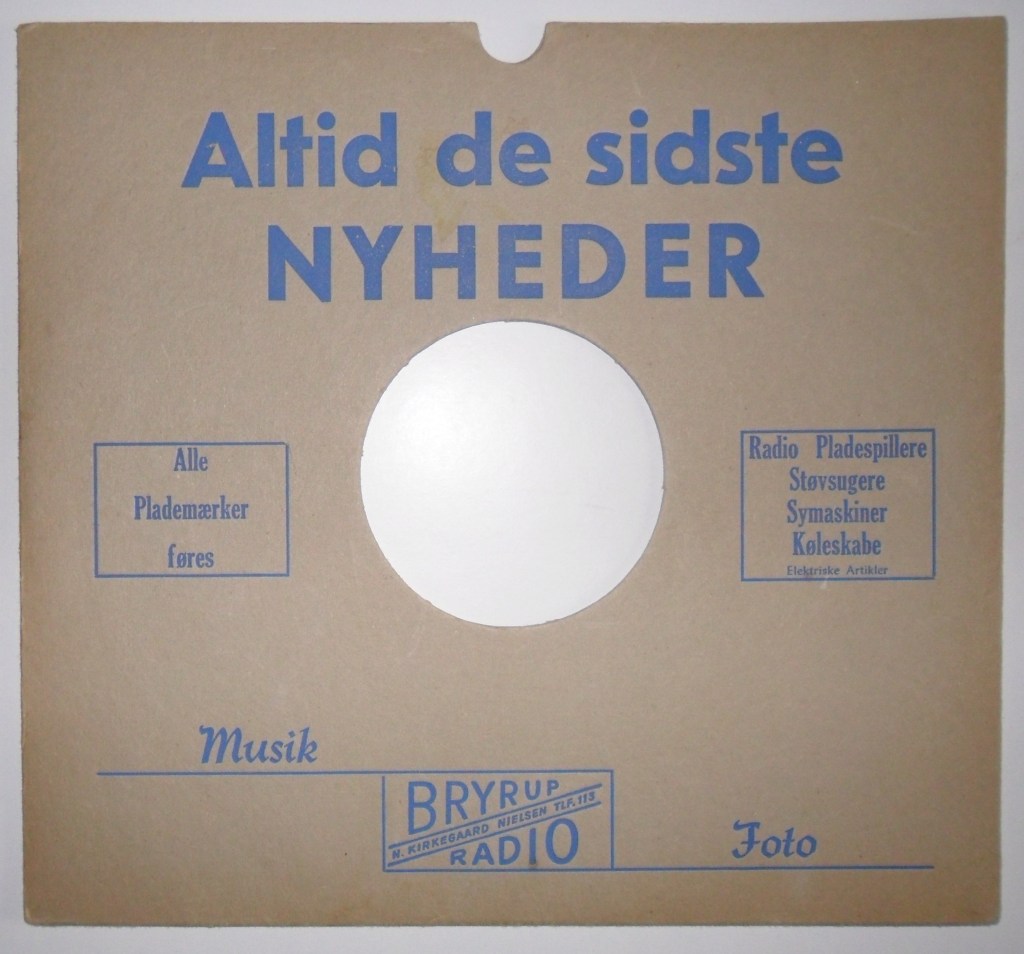 Altid de sidste
NYHEDER
Alle
Plademærker
føres
Radio Pladespillere
Støvsugere
Symaskiner
Køleskabe
Elektriske Artikler
Musik
BRYRUP
N. KIRKEGAARD NIELSEN TLF. 113
RADIO
Foto